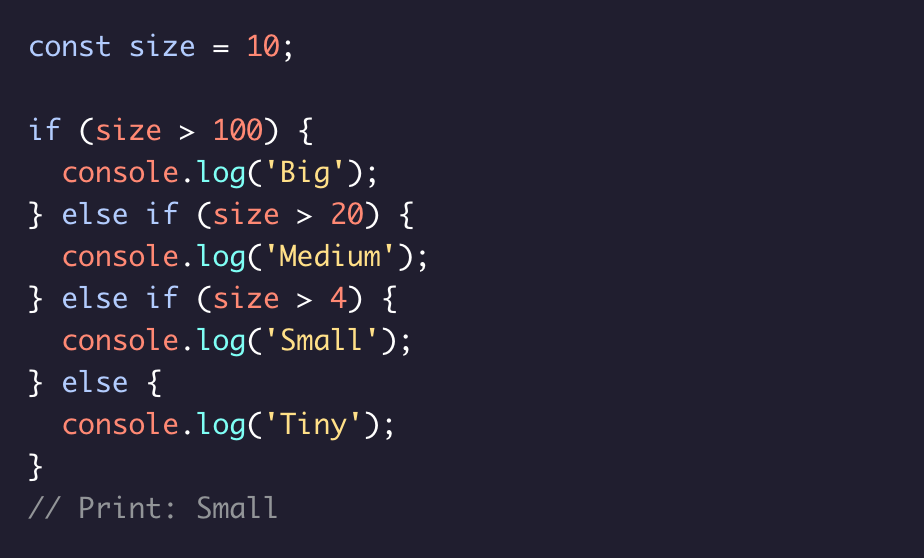 const size = 10;

if (size > 100) {
  console.log('Big');
} else if (size > 20) {
  console.log('Medium');
} else if (size > 4) {
  console.log('Small');
} else {
  console.log('Tiny');
}
// Print: Small